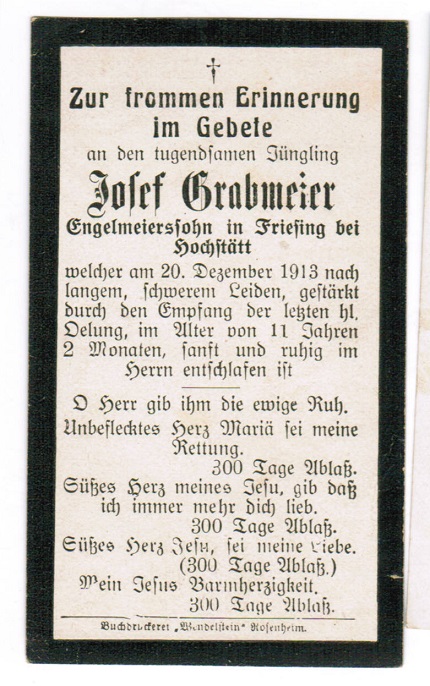 Zur frommen Erinnerung
im Gebete
an den tugendsamen Jüngling
Josef Grabmeier
Engelmeierssohn in Friesing bei
Hochstätt
welcher am 20. Dezember 1913 nach
langem, schwerem Leiden, gestärkt
durch den Empfang der letzten hl.
Oelung, im Alter von 11 Jahren
2 Monaten, sanft und ruhig im
Herrn entschlafen ist
O Herr gib ihm die ewige Ruh.
Unbeflecktes Herz Mariä sei meine
Rettung.
300 Tage Ablaß.
Süßes Herz meines Jesu, gib daß
ich immer mehr dich lieb.
300 Tage Ablaß.
Süßes Herz Jesu, sei meine Liebe.
(300 Tage Ablaß.)
Mein Jesus Barmherzigkeit.
300 Tage Ablaß.
Buchdruckerei „Wendelstein" Rosenheim.